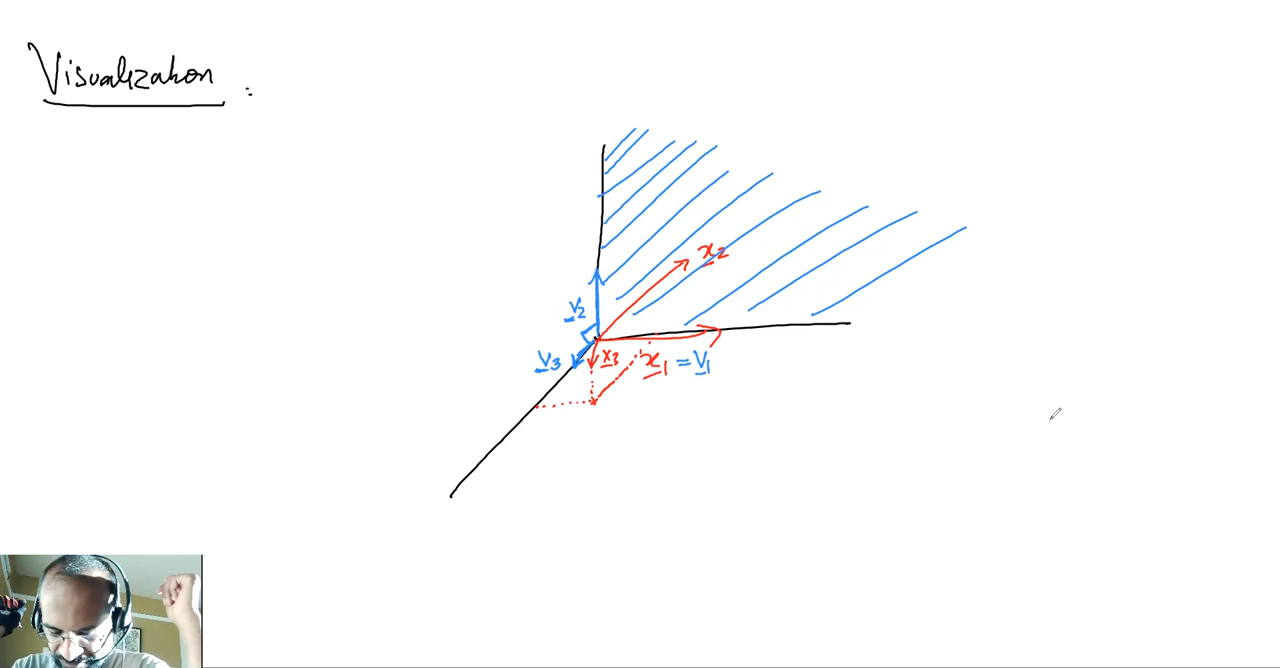 Visualization :
x2
v2
v3
x3
x1 = v1